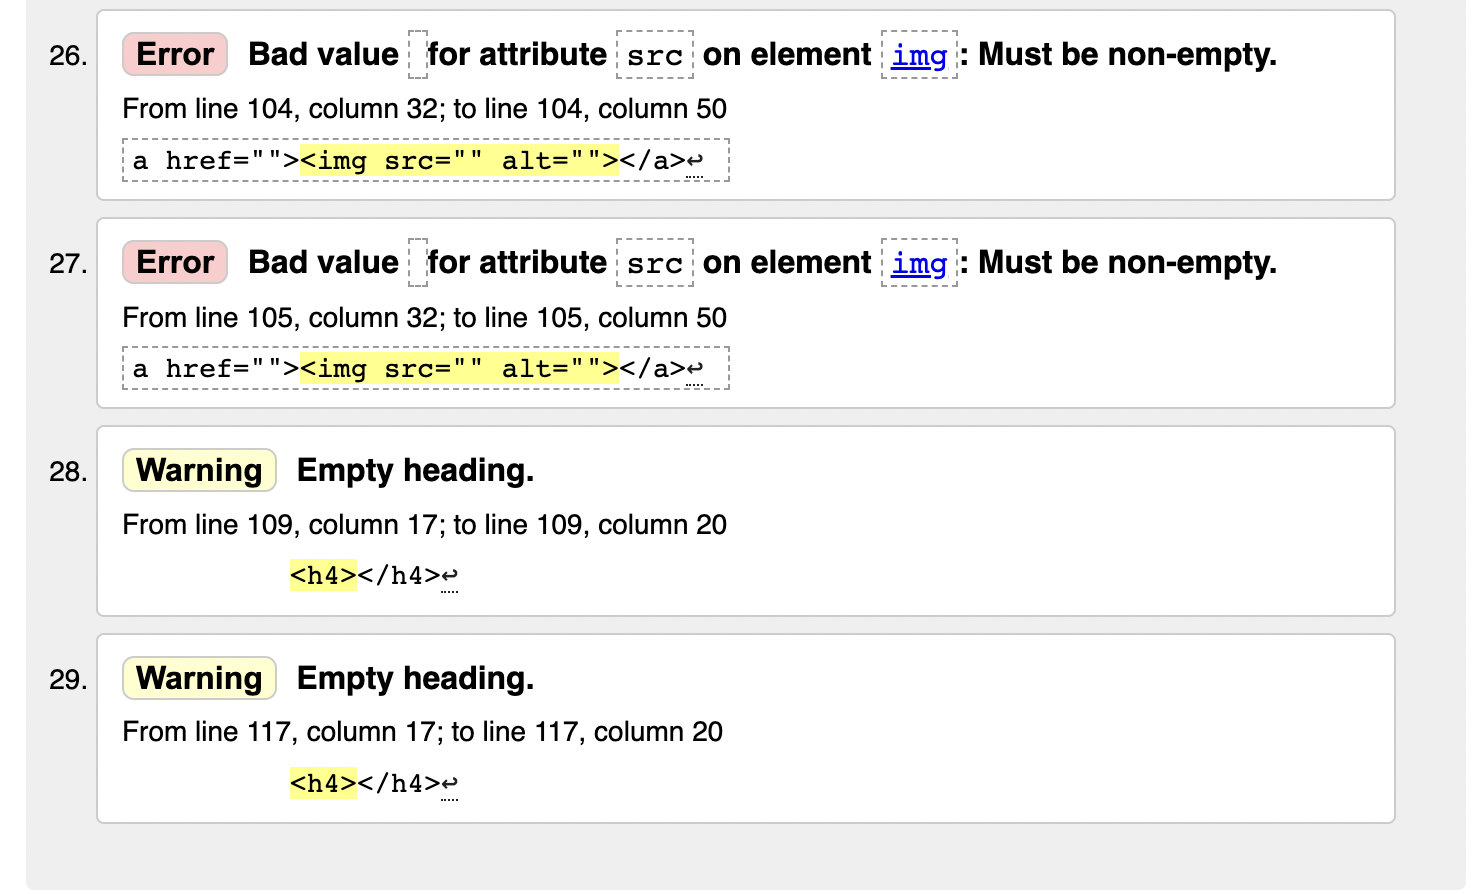 26. Error Bad value for attribute src on element img: Must be non-empty.
From line 104, column 32; to line 104, column 50
a href=""><img src="" alt=""></a>↩
27. Error Bad value for attribute src on element img: Must be non-empty.
From line 105, column 32; to line 105, column 50
a href=""><img src="" alt=""></a>↩
28. Warning Empty heading.
From line 109, column 17; to line 109, column 20
<h4></h4>↩
29. Warning Empty heading.
From line 117, column 17; to line 117, column 20
<h4></h4>↩